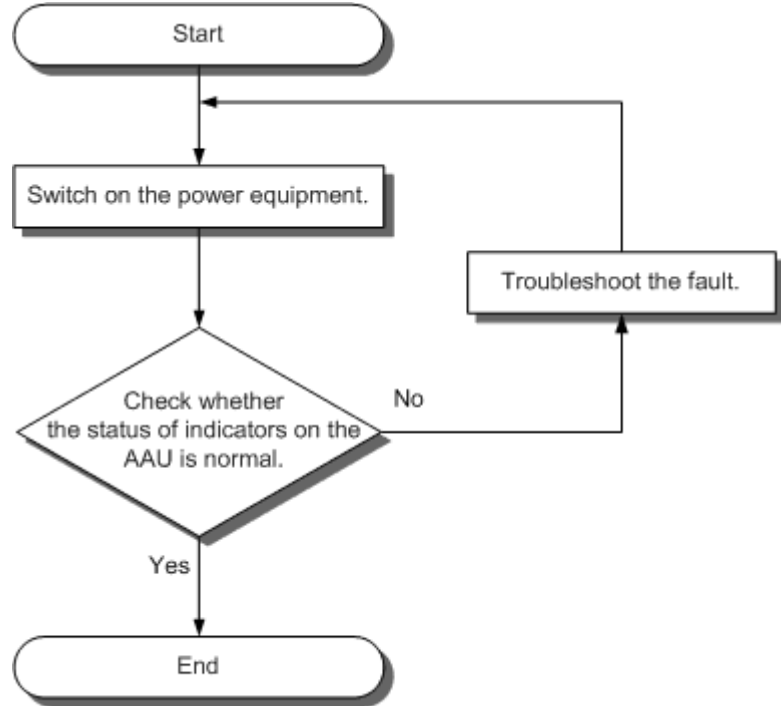 Start
Switch on the power equipment.
Troubleshoot the fault.
Check whether
the status of indicators on the
AAU is normal.
No
Yes
End